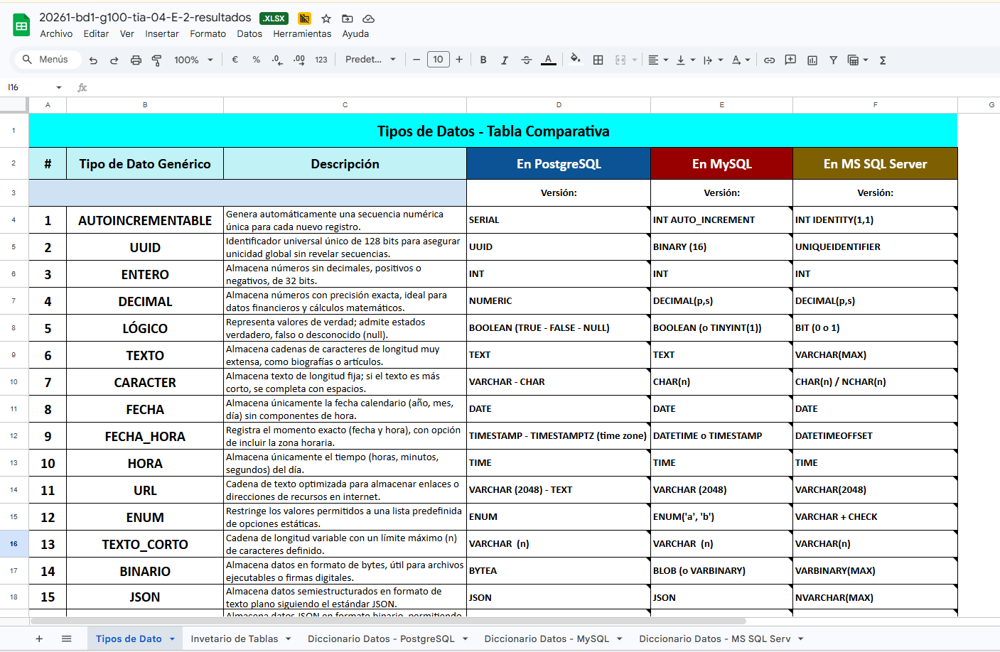 20261-bd1-g100-tia-04-E-2-resultados .XLSX
Archivo Editar Ver Insertar Formato Datos Herramientas Ayuda
Menús 100% € % .0 .00 123 Predet... − 10 + B I A A Σ
I16 fx
A B C D E F G
1 Tipos de Datos - Tabla Comparativa
2 # Tipo de Dato Genérico Descripción En PostgreSQL En MySQL En MS SQL Server
3 Versión: Versión: Versión:
4 1 AUTOINCREMENTABLE Genera automáticamente una secuencia numérica
única para cada nuevo registro. SERIAL INT AUTO_INCREMENT INT IDENTITY(1,1)
5 2 UUID Identificador universal único de 128 bits para asegurar
unicidad global sin revelar secuencias. UUID BINARY (16) UNIQUEIDENTIFIER
6 3 ENTERO Almacena números sin decimales, positivos o
negativos, de 32 bits. INT INT INT
7 4 DECIMAL Almacena números con precisión exacta, ideal para
datos financieros y cálculos matemáticos. NUMERIC DECIMAL(p,s) DECIMAL(p,s)
8 5 LÓGICO Representa valores de verdad; admite estados
verdadero, falso o desconocido (null). BOOLEAN (TRUE - FALSE - NULL) BOOLEAN (o TINYINT(1)) BIT (0 o 1)
9 6 TEXTO Almacena cadenas de caracteres de longitud muy
extensa, como biografías o artículos. TEXT TEXT VARCHAR(MAX)
10 7 CARACTER Almacena texto de longitud fija; si el texto es más
corto, se completa con espacios. VARCHAR - CHAR CHAR(n) CHAR(n) / NCHAR(n)
11 8 FECHA Almacena únicamente la fecha calendario (año, mes,
día) sin componentes de hora. DATE DATE DATE
12 9 FECHA_HORA Registra el momento exacto (fecha y hora), con opción
de incluir la zona horaria. TIMESTAMP - TIMESTAMPTZ (time zone) DATETIME o TIMESTAMP DATETIMEOFFSET
13 10 HORA Almacena únicamente el tiempo (horas, minutos,
segundos) del día. TIME TIME TIME
14 11 URL Cadena de texto optimizada para almacenar enlaces o
direcciones de recursos en internet. VARCHAR (2048) - TEXT VARCHAR (2048) VARCHAR(2048)
15 12 ENUM Restringe los valores permitidos a una lista predefinida
de opciones estáticas. ENUM ENUM('a', 'b') VARCHAR + CHECK
16 13 TEXTO_CORTO Cadena de longitud variable con un límite máximo (n)
de caracteres definido. VARCHAR (n) VARCHAR (n) VARCHAR(n)
17 14 BINARIO Almacena datos en formato de bytes, útil para archivos
ejecutables o firmas digitales. BYTEA BLOB (o VARBINARY) VARBINARY(MAX)
18 15 JSON Almacena datos semiestructurados en formato de
texto plano siguiendo el estándar JSON. JSON JSON NVARCHAR(MAX)
Almacena datos JSON en formato binario, permitiendo
Tipos de Dato Invetario de Tablas Diccionario Datos - PostgreSQL Diccionario Datos - MySQL Diccionario Datos - MS SQL Serv